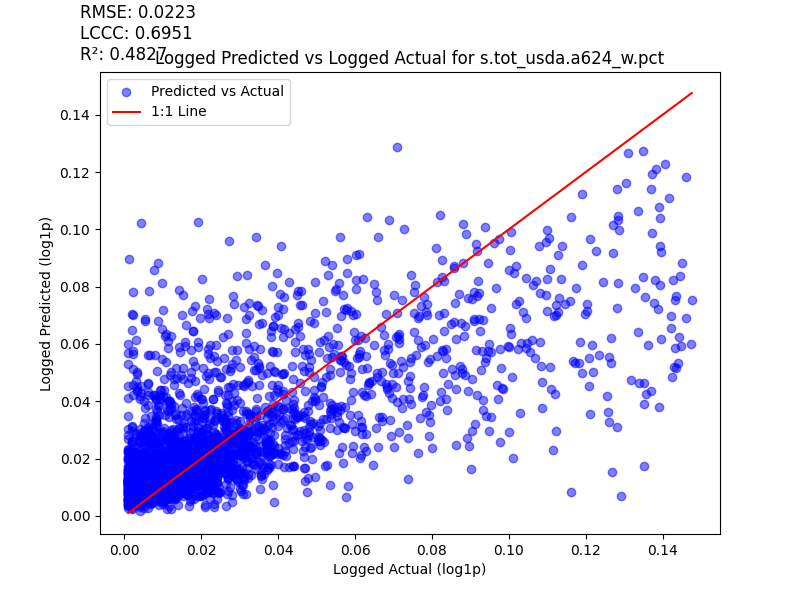 RMSE: 0.0223
LCCC: 0.6951
R²: 0.4827
Logged Predicted vs Logged Actual for s.tot_usda.a624_w.pct
Predicted vs Actual
1:1 Line
Logged Predicted (log1p)
0.14
0.12
0.10
0.08
0.06
0.04
0.02
0.00
0.00 0.02 0.04 0.06 0.08 0.10 0.12 0.14
Logged Actual (log1p)